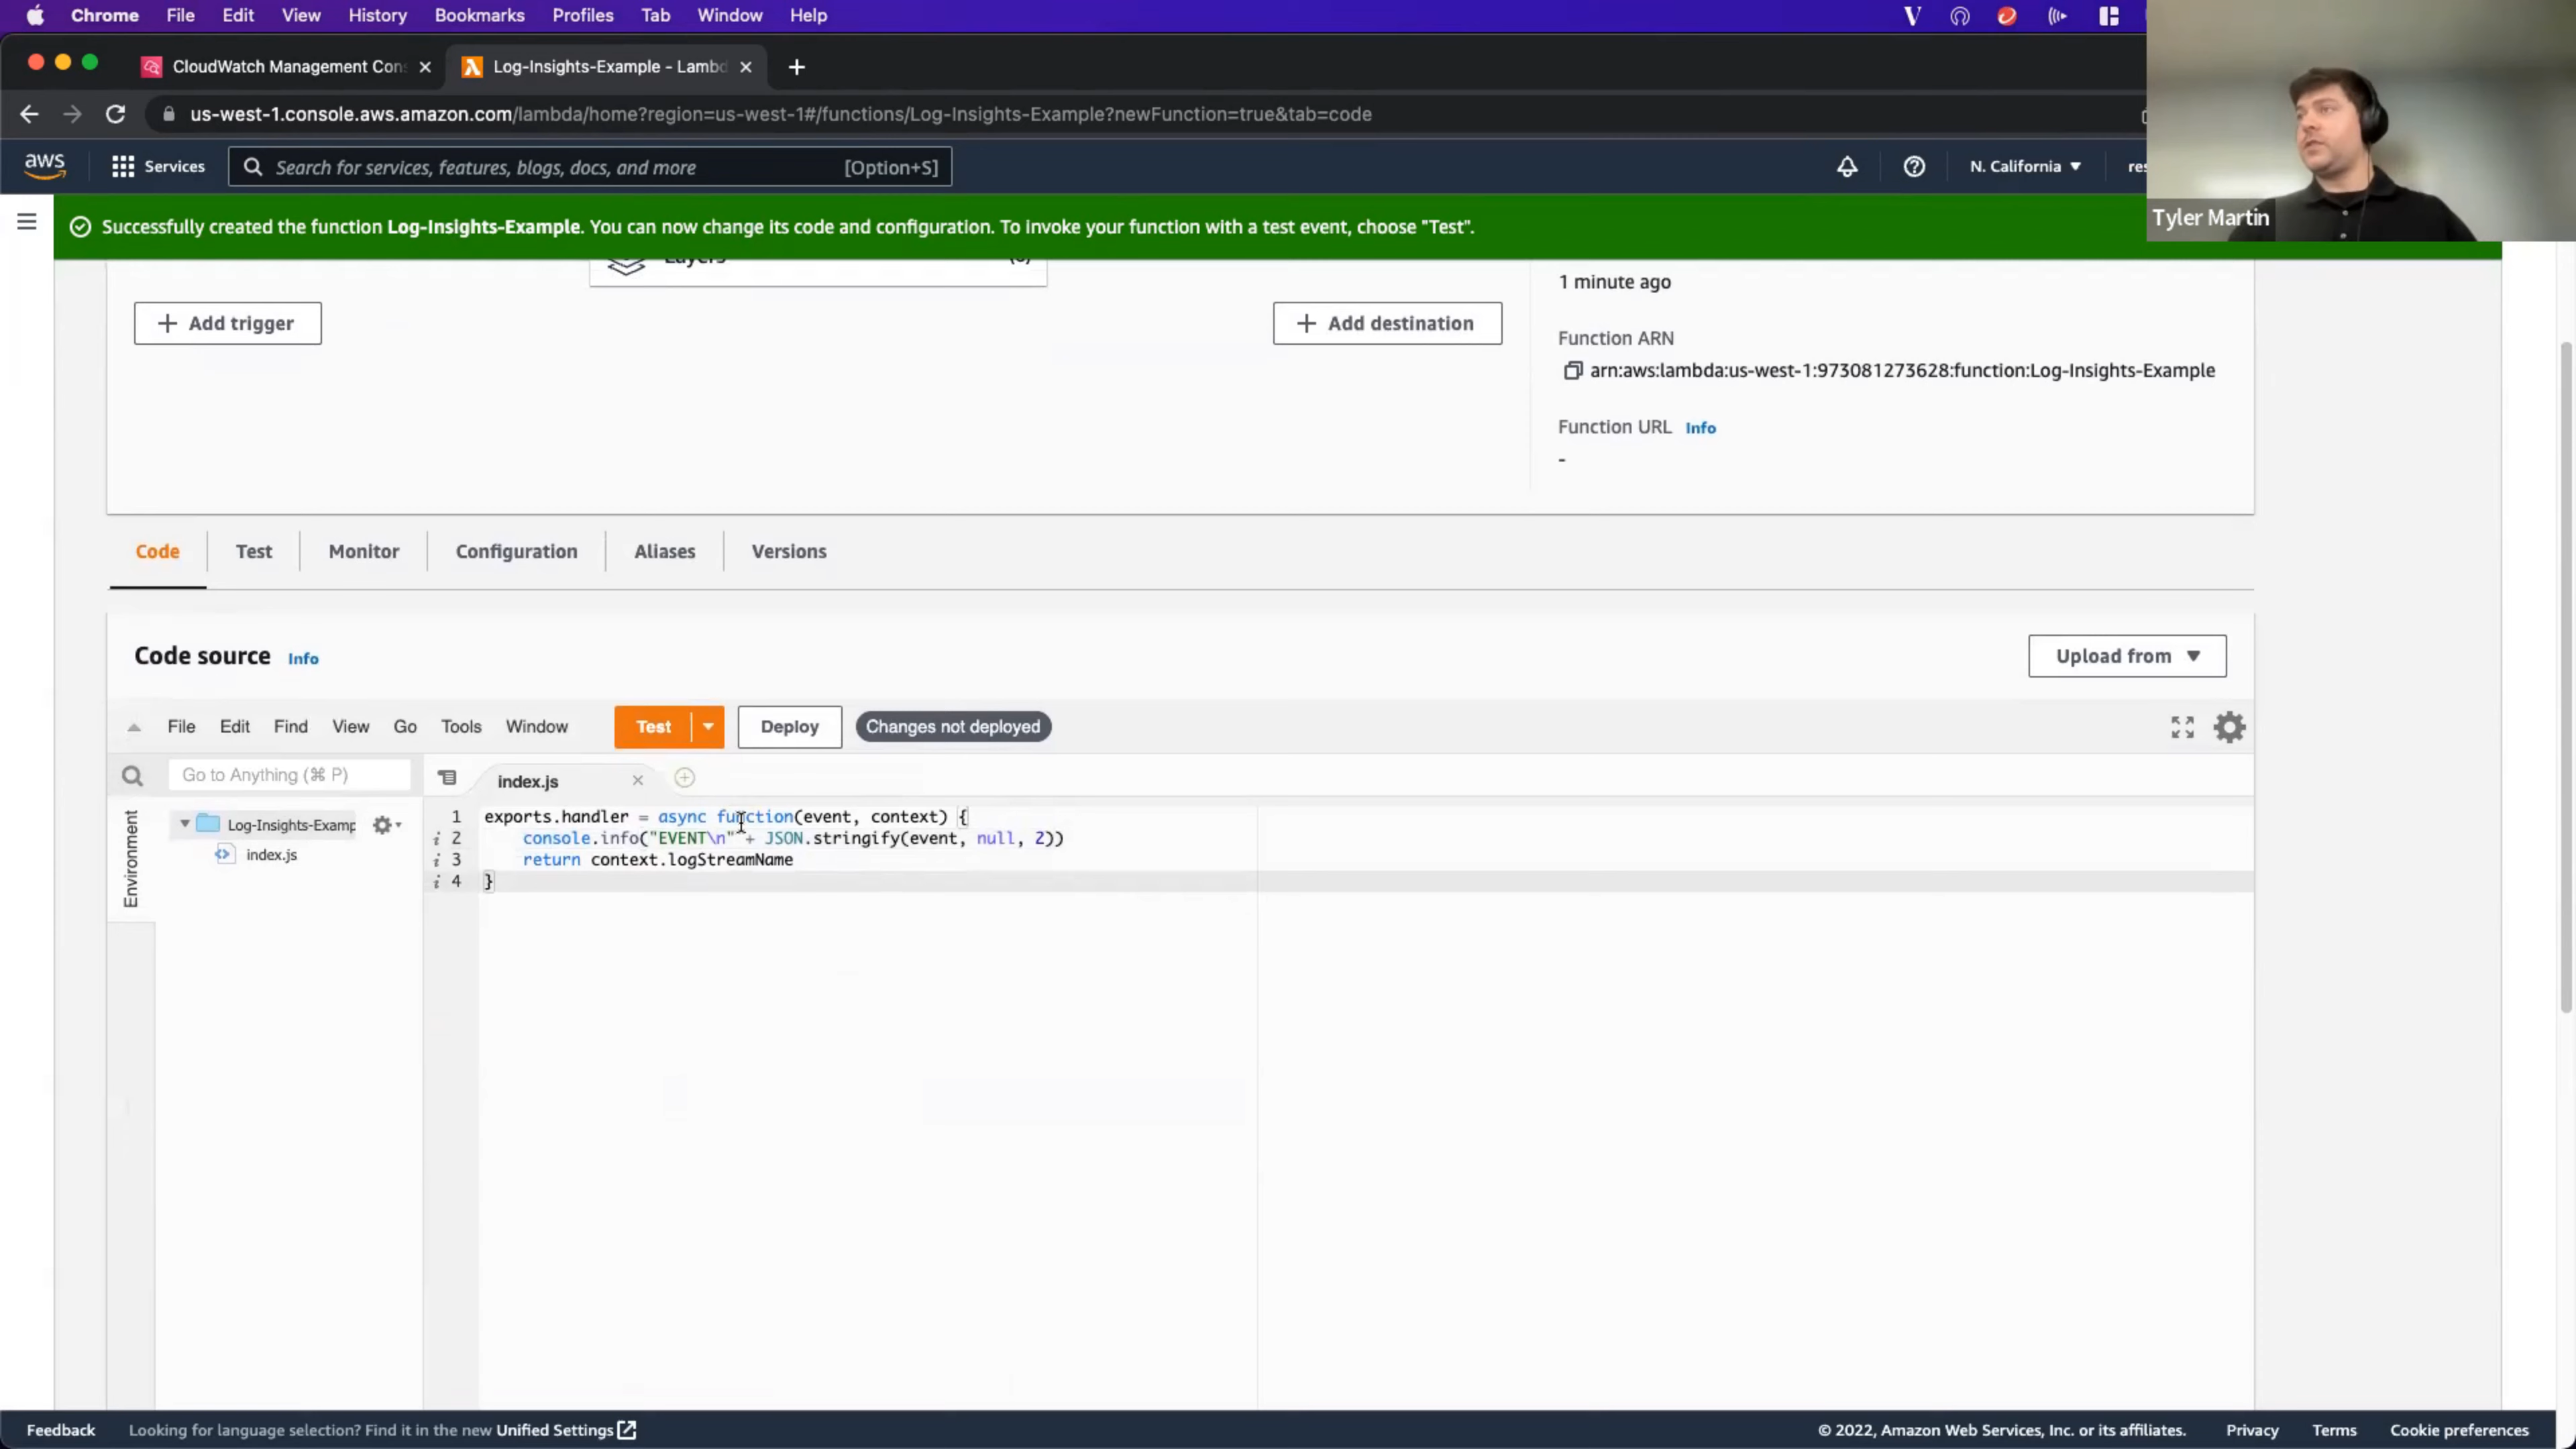 Chrome File Edit View History Bookmarks Profiles Tab Window Help
CloudWatch Management Con
Log-Insights-Example - Lambd
us-west-1.console.aws.amazon.com/lambda/home?region=us-west-1#/functions/Log-Insights-Example?newFunction=true&tab=code
aws Services Search for services, features, blogs, docs, and more [Option+S] N. California
Tyler Martin
Successfully created the function Log-Insights-Example. You can now change its code and configuration. To invoke your function with a test event, choose "Test".
Layers
1 minute ago
+ Add trigger
+ Add destination
Function ARN
arn:aws:lambda:us-west-1:973081273628:function:Log-Insights-Example
Function URL Info
-
Code Test Monitor Configuration Aliases Versions
Code source Info
Upload from
File Edit Find View Go Tools Window Test Deploy Changes not deployed
Go to Anything (⌘ P)
index.js
Environment
Log-Insights-Examp
index.js
1 exports.handler = async function(event, context) {
i 2 console.info("EVENT\n" + JSON.stringify(event, null, 2))
i 3 return context.logStreamName
i 4 }
Feedback Looking for language selection? Find it in the new Unified Settings
© 2022, Amazon Web Services, Inc. or its affiliates. Privacy Terms Cookie preferences